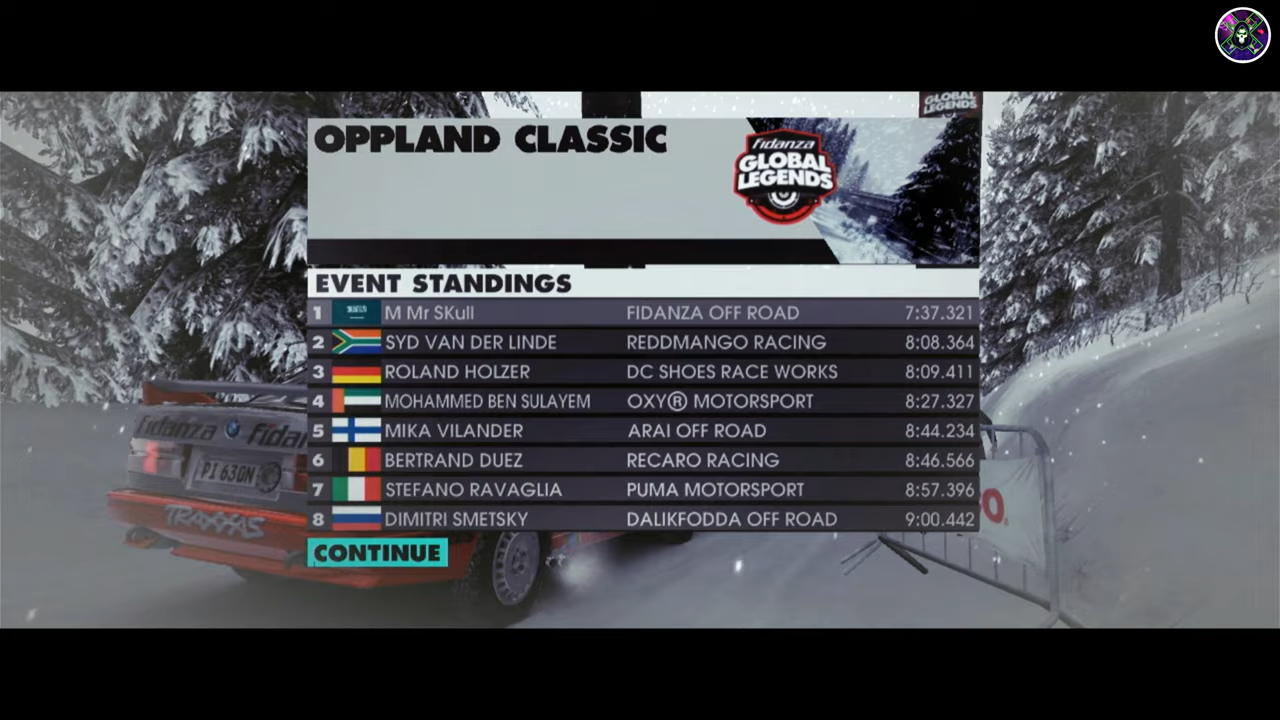 GLOBAL
LEGENDS
OPPLAND CLASSIC
fidanza
GLOBAL
LEGENDS
EVENT STANDINGS
1 M Mr SKull FIDANZA OFF ROAD 7:37.321
2 SYD VAN DER LINDE REDDMANGO RACING 8:08.364
3 ROLAND HOLZER DC SHOES RACE WORKS 8:09.411
4 MOHAMMED BEN SULAYEM OXY® MOTORSPORT 8:27.327
5 MIKA VILANDER ARAI OFF ROAD 8:44.234
6 BERTRAND DUEZ RECARO RACING 8:46.566
7 STEFANO RAVAGLIA PUMA MOTORSPORT 8:57.396
8 DIMITRI SMETSKY DALIKFODDA OFF ROAD 9:00.442
CONTINUE
fidanza fidan
PI 630N
TRAXXAS
O.